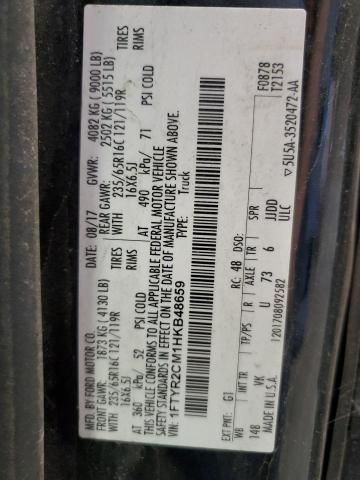 MFD. BY FORD MOTOR CO.
08/17 GVWR: 4082 KG ( 9000 LB)
FRONT GAWR: 1873 KG ( 4130 LB) REAR GAWR: 2502 KG ( 5515 LB)
WITH 235/65R16C 121/119R TIRES WITH 235/65R16C 121/119R TIRES
16X6.5J RIMS 16X6.5J RIMS
AT 360 kPa/ 52 PSI COLD AT 490 kPa/ 71 PSI COLD
THIS VEHICLE CONFORMS TO ALL APPLICABLE FEDERAL MOTOR VEHICLE
SAFETY STANDARDS IN EFFECT ON THE DATE OF MANUFACTURE SHOWN ABOVE.
VIN: 1FTYR2CM1HKB48659 TYPE: Truck
F0878
T2153
EXT PNT: G1 RC: 48 DSO:
WB INT TR TP/PS R AXLE TR SPR
148 VK U 73 6 JJDD
MADE IN U.S.A. 1201708092582 ULC
▽5U5A-3520472-AA